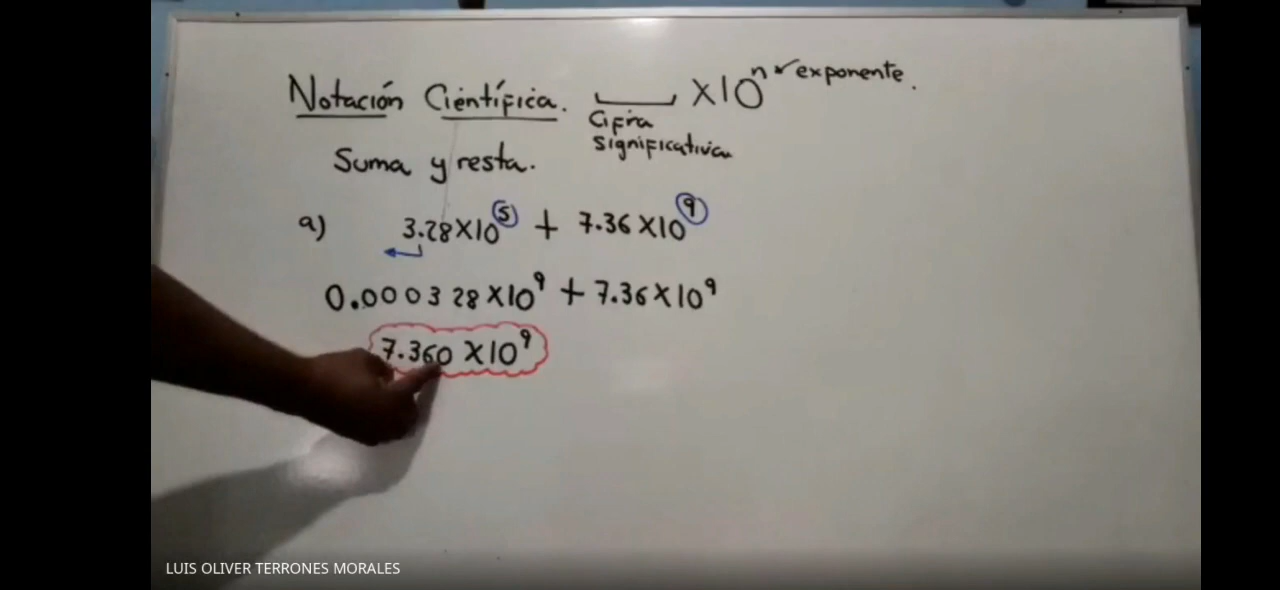 Notación Científica. ___ x10ⁿ ↙ exponente.
Cifra
significativa
Suma y resta.
a) 3.28x10⁵ + 7.36x10⁹
0.000328x10⁹ + 7.36x10⁹
7.360 x10⁹
LUIS OLIVER TERRONES MORALES